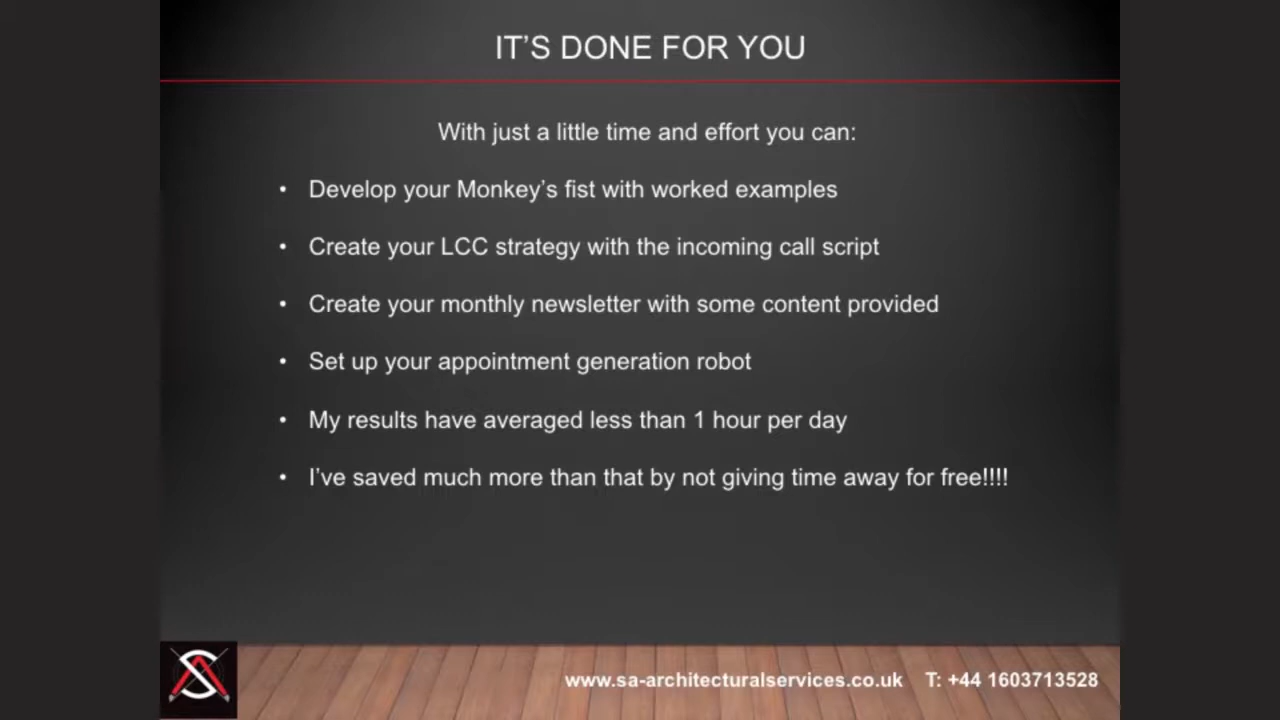 IT'S DONE FOR YOU
With just a little time and effort you can:
• Develop your Monkey's fist with worked examples
• Create your LCC strategy with the incoming call script
• Create your monthly newsletter with some content provided
• Set up your appointment generation robot
• My results have averaged less than 1 hour per day
• I've saved much more than that by not giving time away for free!!!!
SA
www.sa-architecturalservices.co.uk T: +44 1603713528